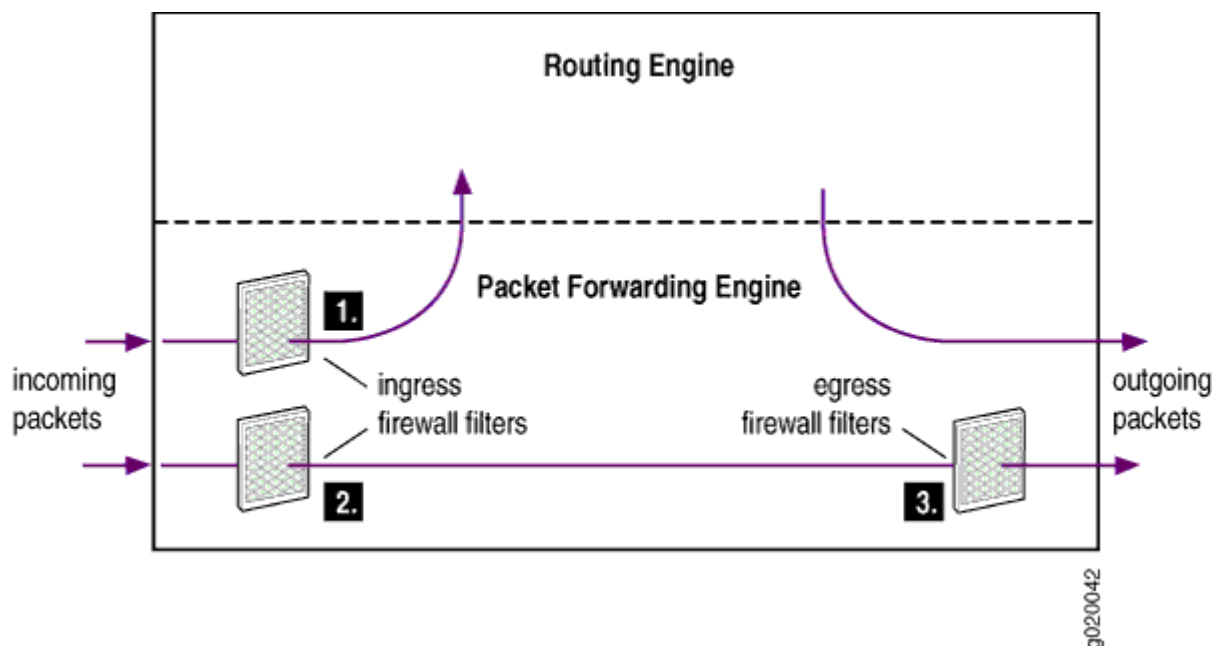 Routing Engine
Packet Forwarding Engine
1.
incoming
packets
ingress
firewall filters
egress
firewall filters
outgoing
packets
2.
3.
g020042